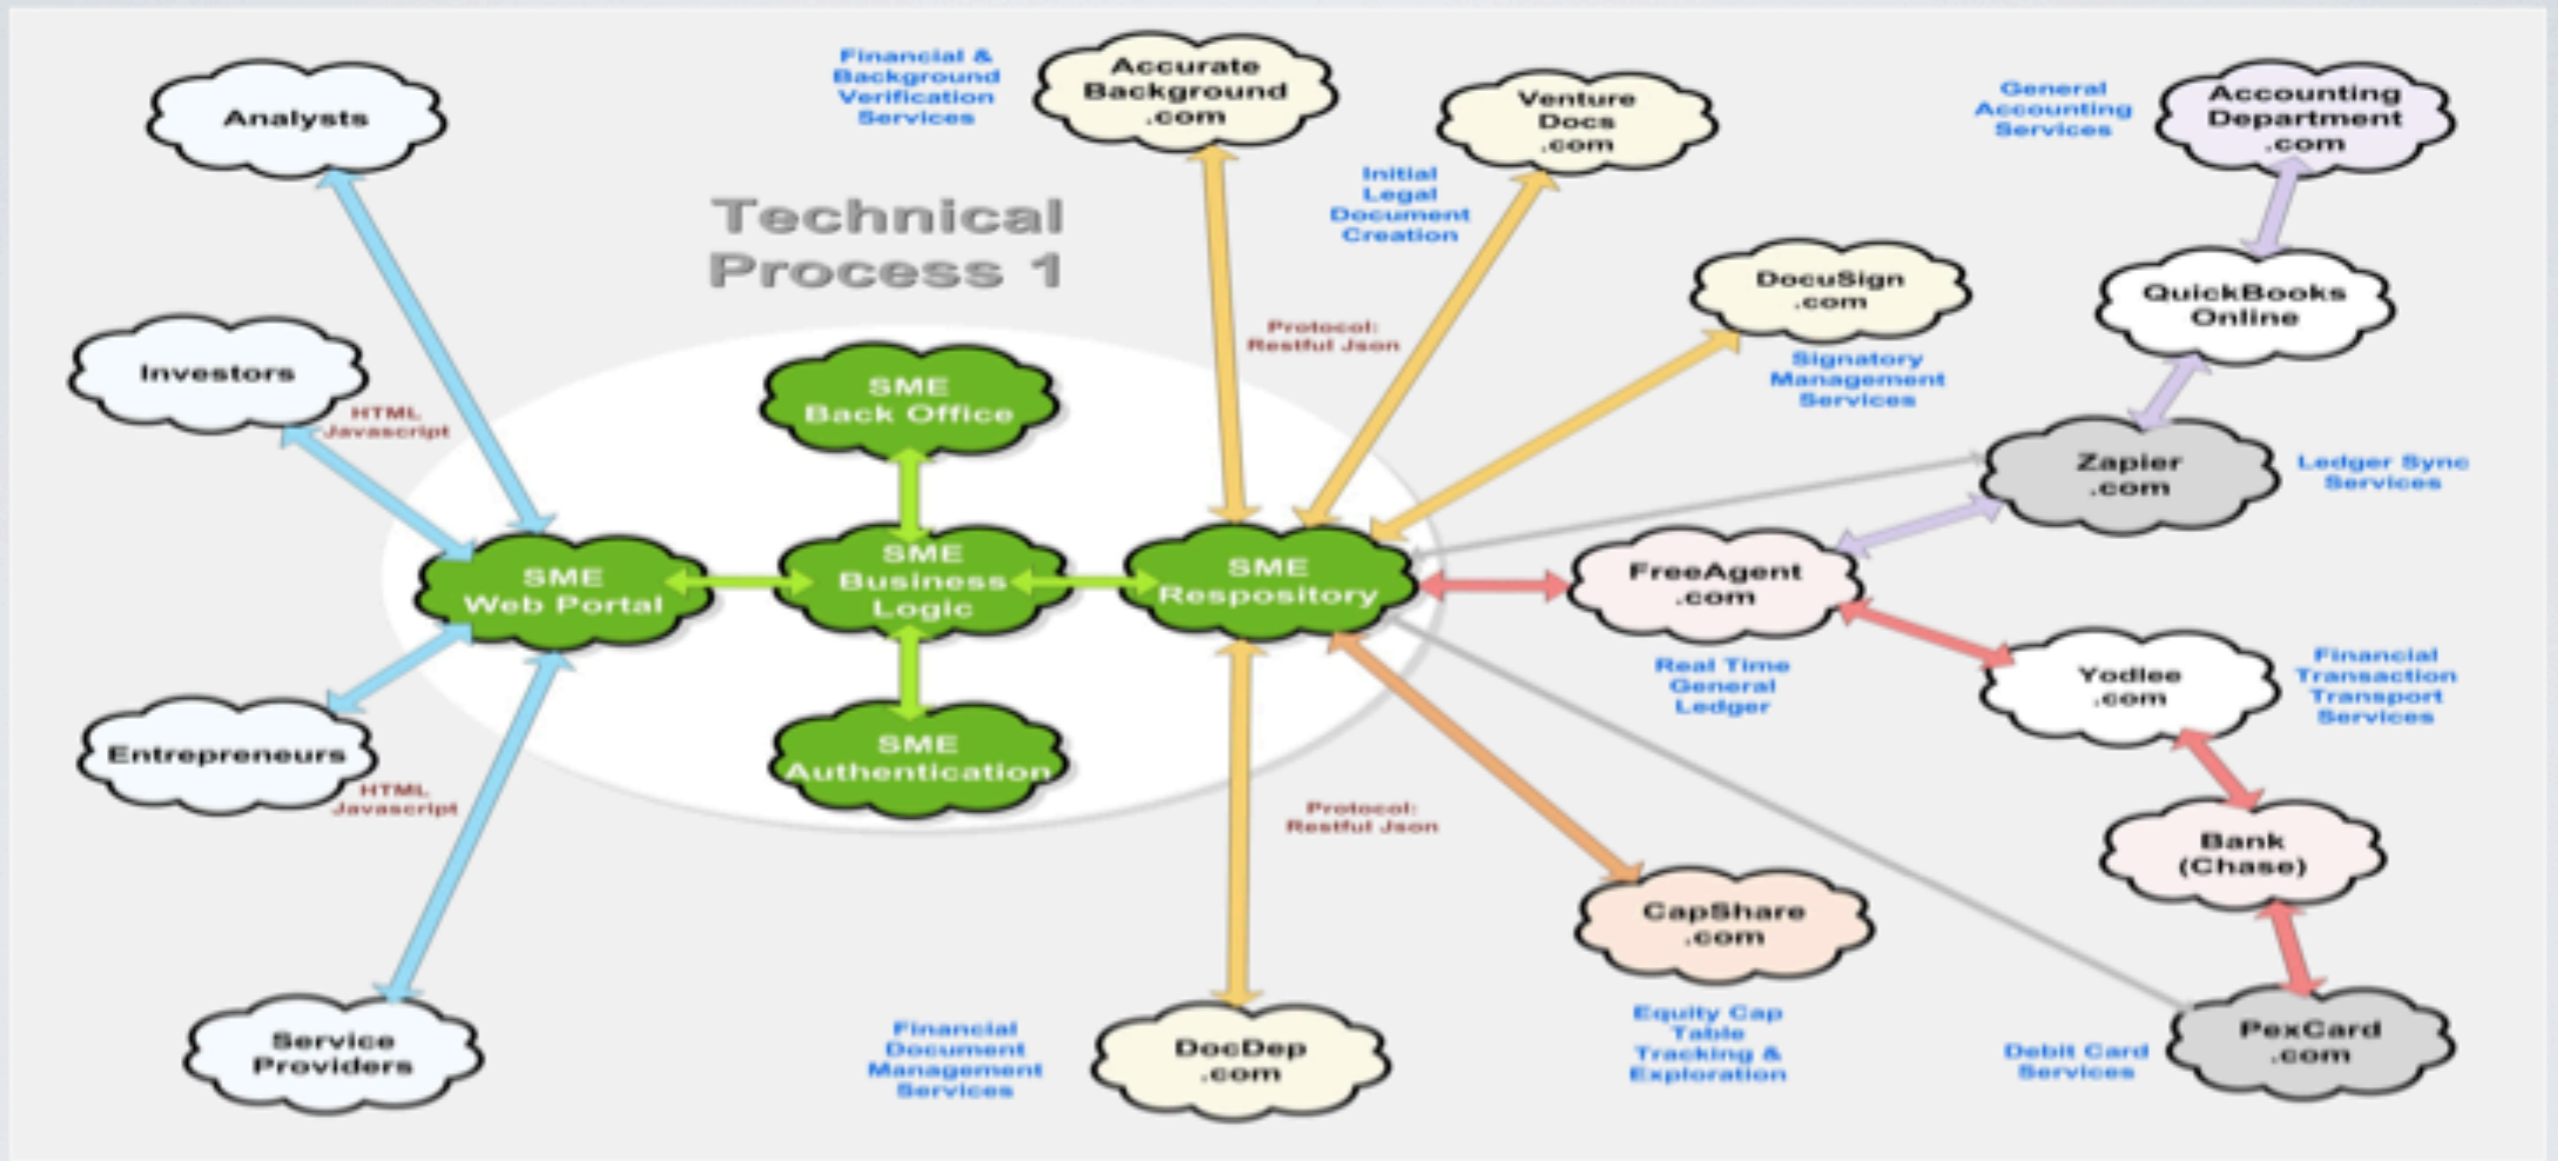 Financial &
Background
Verification
Services
Accurate
Background
.com
Venture
Docs
.com
General
Accounting
Services
Accounting
Department
.com
Analysts
Initial
Legal
Document
Creation
Technical
Process 1
DocuSign
.com
QuickBooks
Online
Protocol:
Restful Json
Signatory
Management
Services
Investors
HTML
Javascript
SME
Back Office
Zapier
.com
Ledger Sync
Services
SME
Web Portal
SME
Business
Logic
SME
Respository
FreeAgent
.com
Real Time
General
Ledger
Yodlee
.com
Financial
Transaction
Transport
Services
Entrepreneurs
HTML
Javascript
SME
Authentication
Protocol:
Restful Json
Bank
(Chase)
CapShare
.com
Service
Providers
Financial
Document
Management
Services
DocDep
.com
Equity Cap
Table
Tracking &
Exploration
Debit Card
Services
PexCard
.com